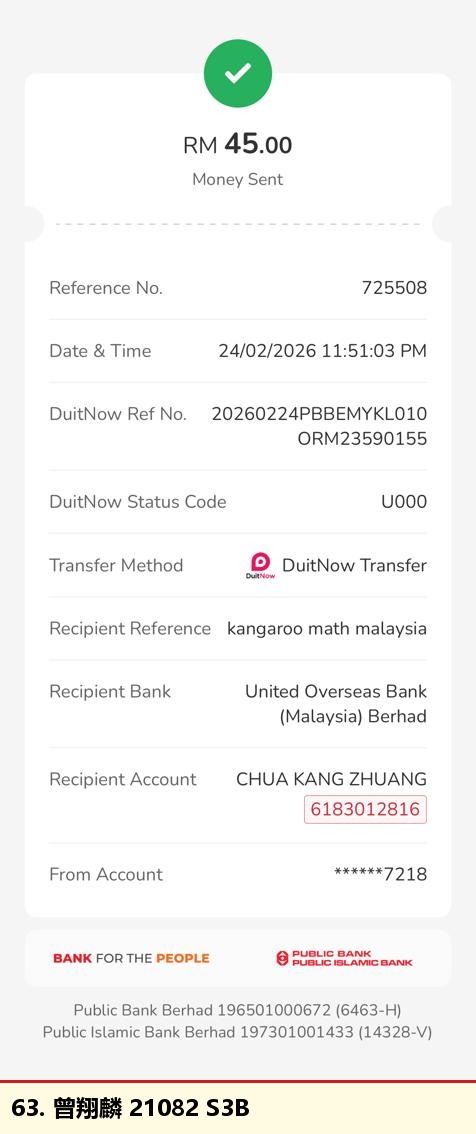 RM 45.00
Money Sent
Reference No. 725508
Date & Time 24/02/2026 11:51:03 PM
DuitNow Ref No. 20260224PBBEMYKL010
ORM23590155
DuitNow Status Code U000
Transfer Method DuitNow DuitNow Transfer
Recipient Reference kangaroo math malaysia
Recipient Bank United Overseas Bank
(Malaysia) Berhad
Recipient Account CHUA KANG ZHUANG
6183012816
From Account ******7218
BANK FOR THE PEOPLE PUBLIC BANK
PUBLIC ISLAMIC BANK
Public Bank Berhad 196501000672 (6463-H)
Public Islamic Bank Berhad 197301001433 (14328-V)
63. 曾翔麟 21082 S3B